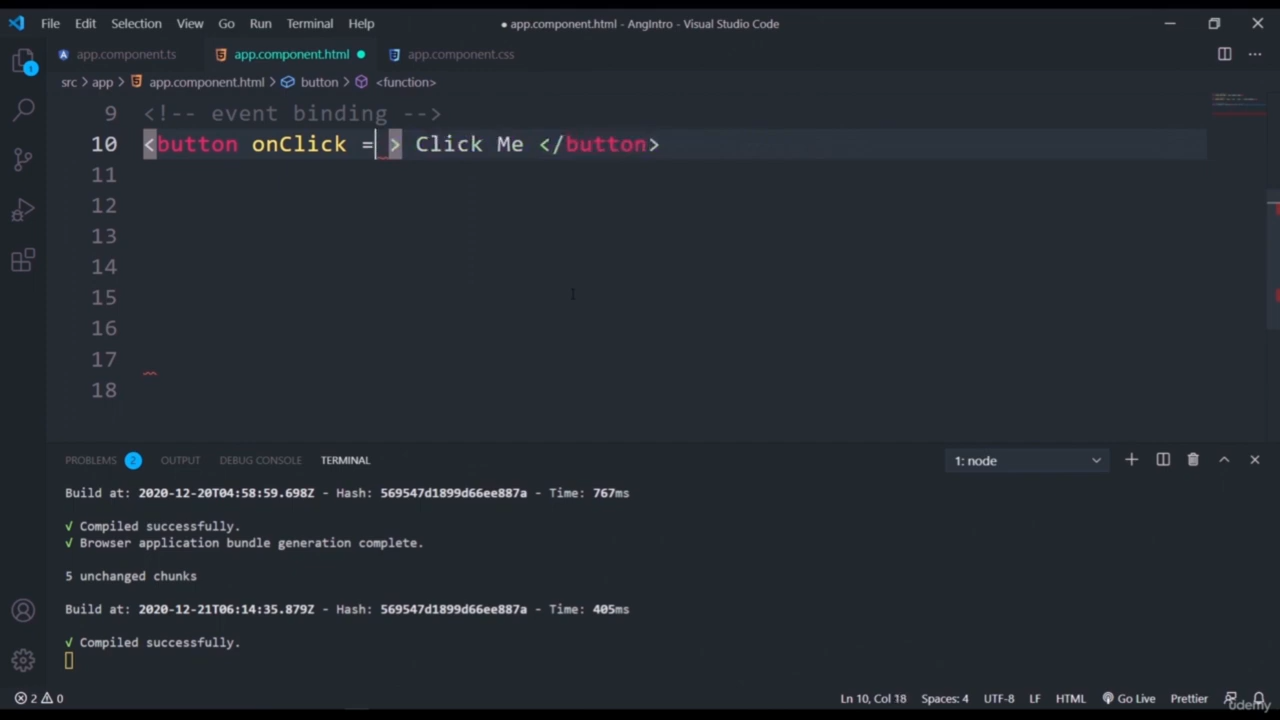 File Edit Selection View Go Run Terminal Help
● app.component.html - AngIntro - Visual Studio Code
app.component.ts app.component.html ● app.component.css
1
src > app > app.component.html > button > <function>
9 <!-- event binding -->
10 <button onClick = > Click Me </button>
11
12
13
14
15
16
17
18
PROBLEMS 2 OUTPUT DEBUG CONSOLE TERMINAL 1: node
Build at: 2020-12-20T04:58:59.698Z - Hash: 569547d1899d66ee887a - Time: 767ms
√ Compiled successfully.
√ Browser application bundle generation complete.
5 unchanged chunks
Build at: 2020-12-21T06:14:35.879Z - Hash: 569547d1899d66ee887a - Time: 405ms
√ Compiled successfully.
2 0 Ln 10, Col 18 Spaces: 4 UTF-8 LF HTML Go Live Prettier
udemy